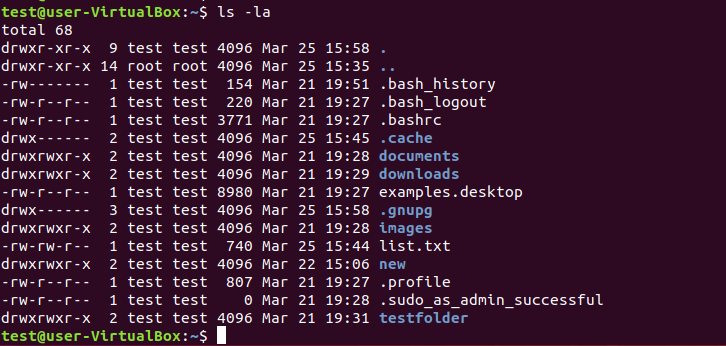 test@user-VirtualBox:~$ ls -la
total 68
drwxr-xr-x  9 test test 4096 Mar 25 15:58 .
drwxr-xr-x 14 root root 4096 Mar 25 15:35 ..
-rw-------  1 test test  154 Mar 21 19:51 .bash_history
-rw-r--r--  1 test test  220 Mar 21 19:27 .bash_logout
-rw-r--r--  1 test test 3771 Mar 21 19:27 .bashrc
drwx------  2 test test 4096 Mar 25 15:45 .cache
drwxrwxr-x  2 test test 4096 Mar 21 19:28 documents
drwxrwxr-x  2 test test 4096 Mar 21 19:29 downloads
-rw-r--r--  1 test test 8980 Mar 21 19:27 examples.desktop
drwx------  3 test test 4096 Mar 25 15:58 .gnupg
drwxrwxr-x  2 test test 4096 Mar 21 19:28 images
-rw-rw-r--  1 test test  740 Mar 25 15:44 list.txt
drwxrwxr-x  2 test test 4096 Mar 22 15:06 new
-rw-r--r--  1 test test  807 Mar 21 19:27 .profile
-rw-r--r--  1 test test    0 Mar 21 19:28 .sudo_as_admin_successful
drwxrwxr-x  2 test test 4096 Mar 21 19:31 testfolder
test@user-VirtualBox:~$